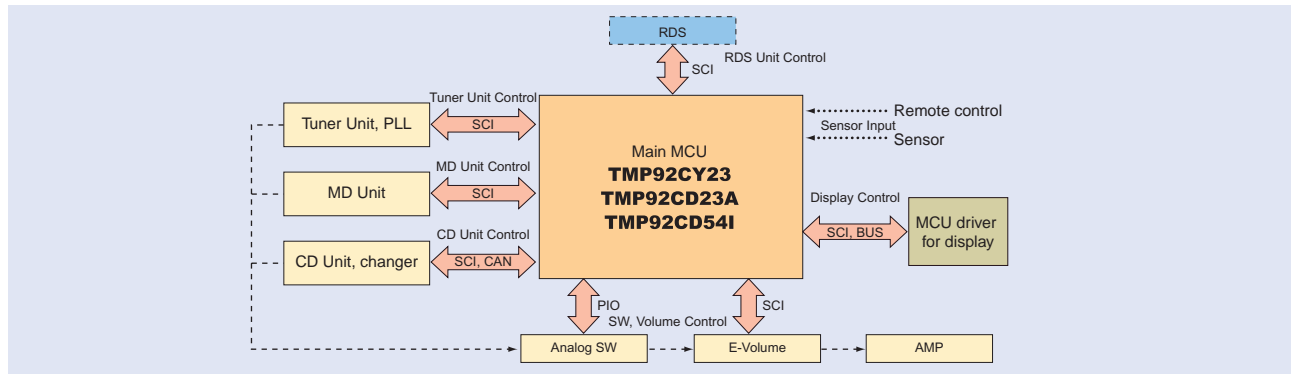 RDS
RDS Unit Control
SCI
Tuner Unit Control
Tuner Unit, PLL
SCI
Remote control
Sensor Input
Sensor
Main MCU
TMP92CY23
TMP92CD23A
TMP92CD54I
MD Unit Control
MD Unit
SCI
Display Control
SCI, BUS
MCU driver
for display
CD Unit Control
CD Unit, changer
SCI, CAN
PIO
SCI
SW, Volume Control
Analog SW
E-Volume
AMP